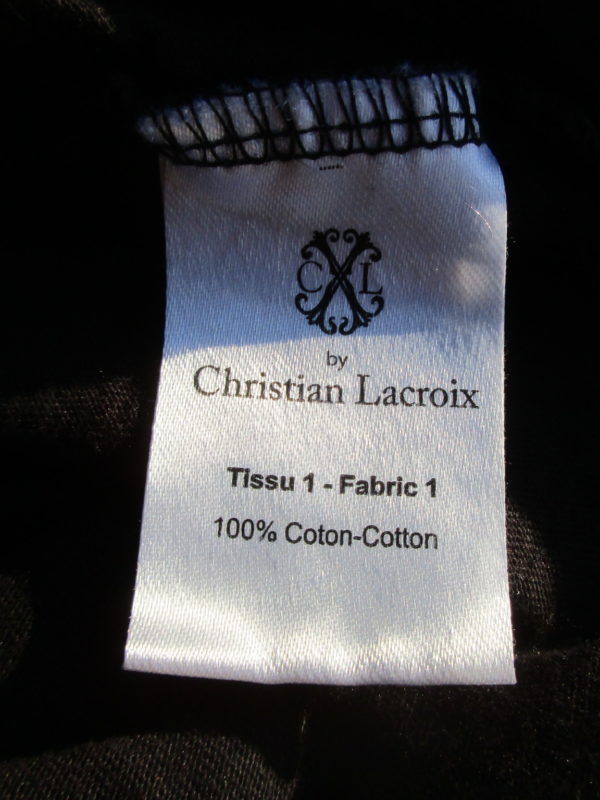 CXL
by
Christian Lacroix
Tissu 1 - Fabric 1
100% Coton-Cotton